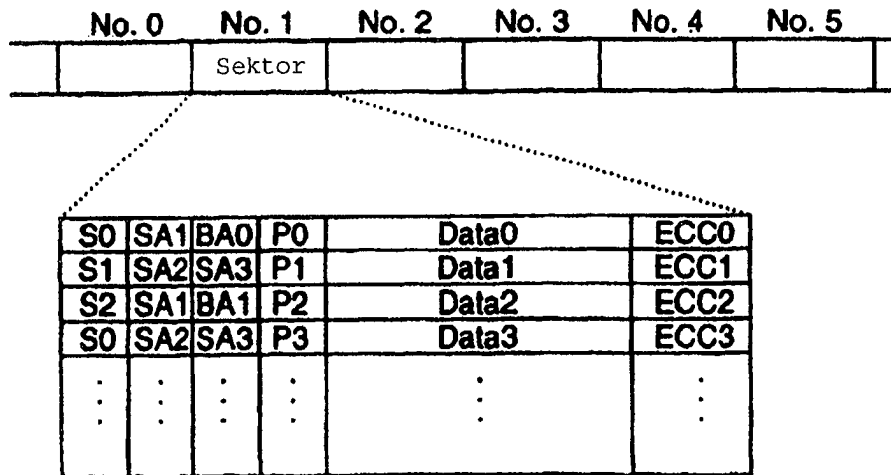 No. 0 No. 1 No. 2 No. 3 No. 4 No. 5
Sektor
S0 SA1 BA0 P0 Data0 ECC0
S1 SA2 SA3 P1 Data1 ECC1
S2 SA1 BA1 P2 Data2 ECC2
S0 SA2 SA3 P3 Data3 ECC3